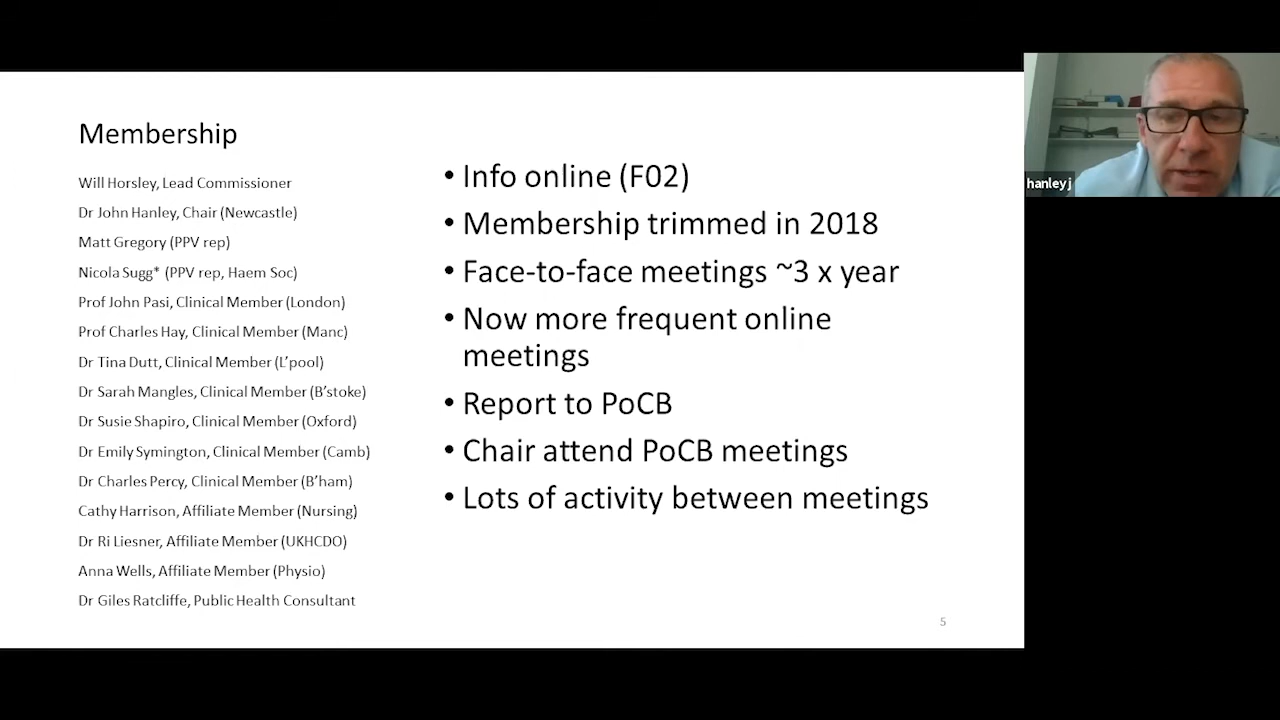 Membership
Will Horsley, Lead Commissioner
Dr John Hanley, Chair (Newcastle)
Matt Gregory (PPV rep)
Nicola Sugg* (PPV rep, Haem Soc)
Prof John Pasi, Clinical Member (London)
Prof Charles Hay, Clinical Member (Manc)
Dr Tina Dutt, Clinical Member (L'pool)
Dr Sarah Mangles, Clinical Member (B'stoke)
Dr Susie Shapiro, Clinical Member (Oxford)
Dr Emily Symington, Clinical Member (Camb)
Dr Charles Percy, Clinical Member (B'ham)
Cathy Harrison, Affiliate Member (Nursing)
Dr Ri Liesner, Affiliate Member (UKHCDO)
Anna Wells, Affiliate Member (Physio)
Dr Giles Ratcliffe, Public Health Consultant
• Info online (F02)
• Membership trimmed in 2018
• Face-to-face meetings ~3 x year
• Now more frequent online
meetings
• Report to PoCB
• Chair attend PoCB meetings
• Lots of activity between meetings
5
hanley j